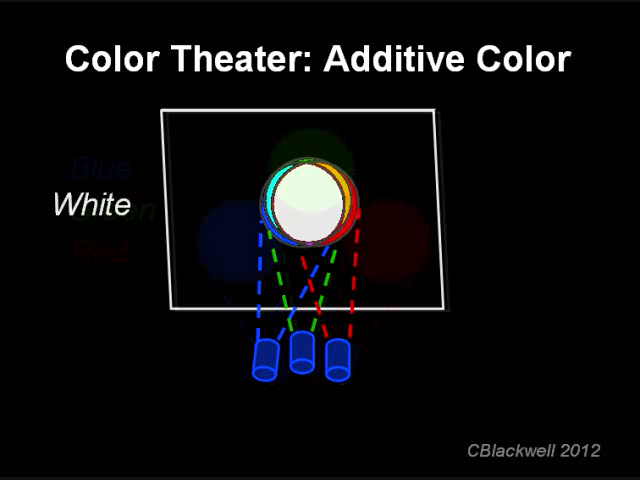 Color Theater: Additive Color
Blue
White
Red
CBlackwell 2012